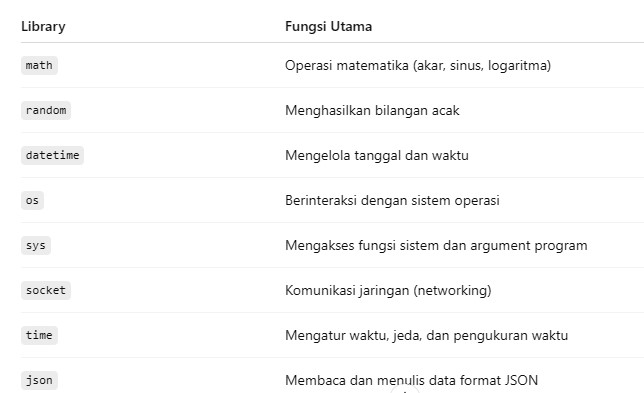 Library Fungsi Utama
math Operasi matematika (akar, sinus, logaritma)
random Menghasilkan bilangan acak
datetime Mengelola tanggal dan waktu
os Berinteraksi dengan sistem operasi
sys Mengakses fungsi sistem dan argument program
socket Komunikasi jaringan (networking)
time Mengatur waktu, jeda, dan pengukuran waktu
json Membaca dan menulis data format JSON